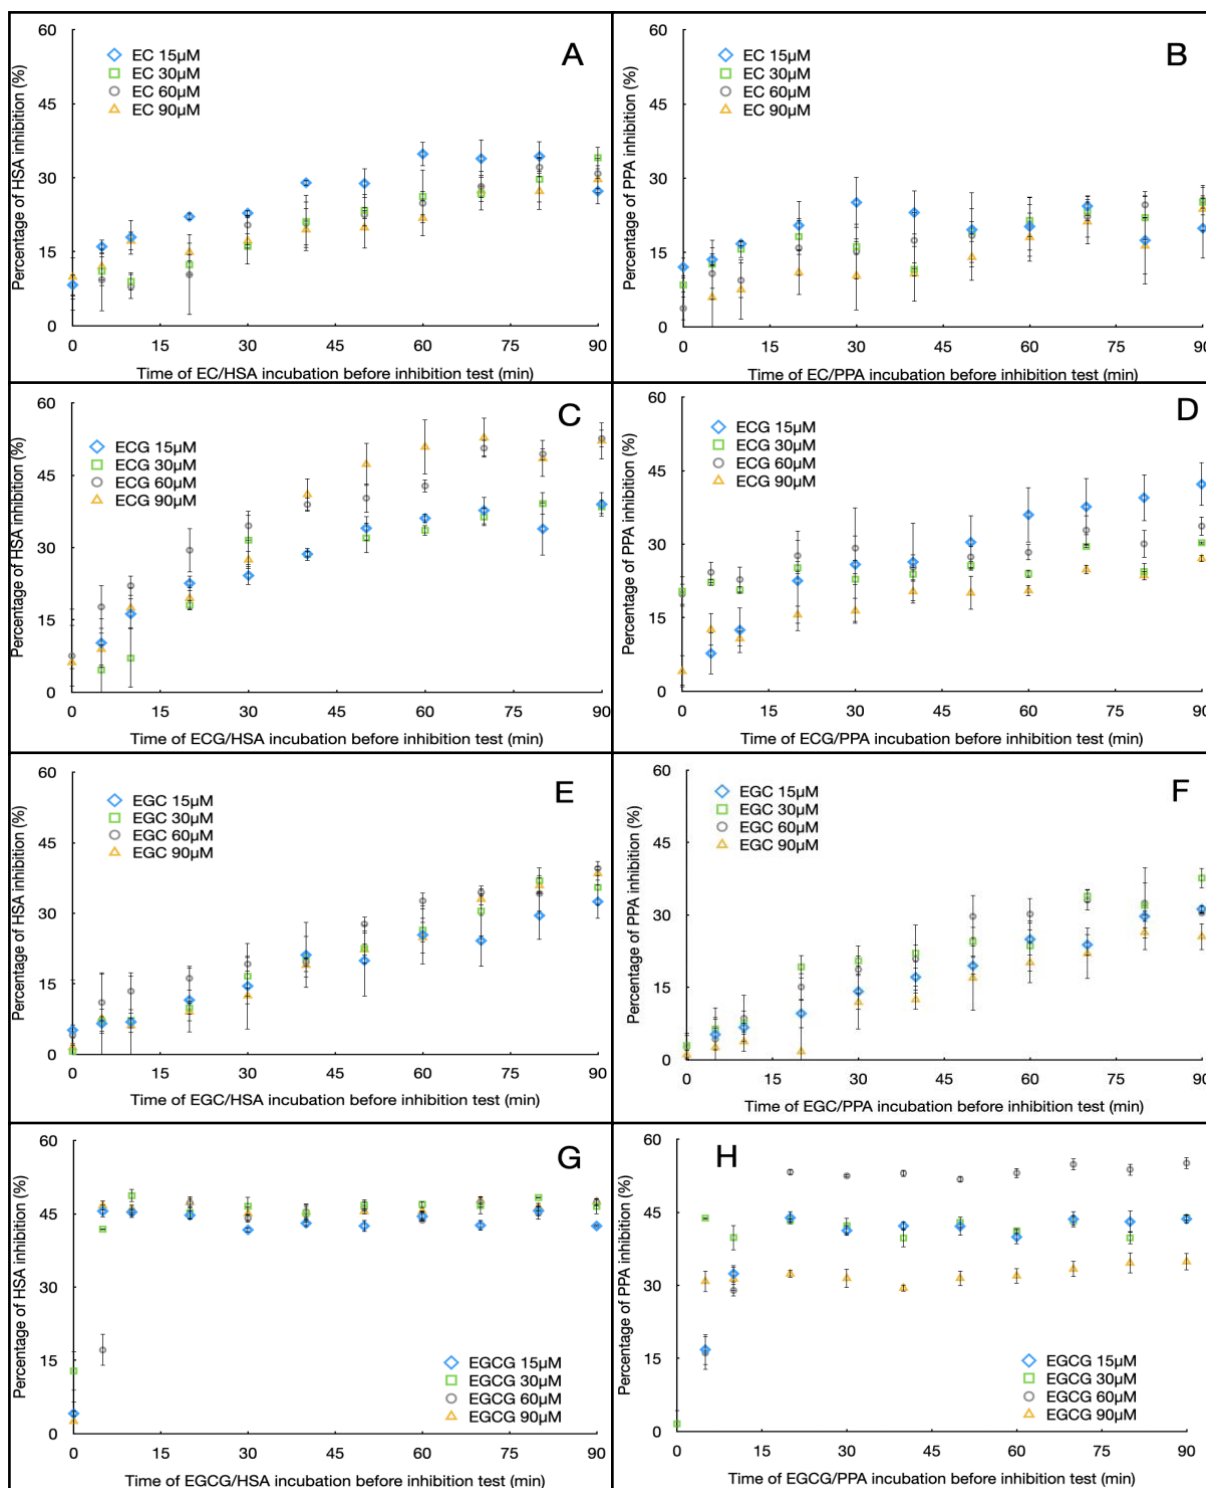 A
Percentage of HSA inhibition (%)
60
45
30
15
0
EC 15µM
EC 30µM
EC 60µM
EC 90µM
0 15 30 45 60 75 90
Time of EC/HSA incubation before inhibition test (min)
B
Percentage of PPA inhibition (%)
60
45
30
15
0
EC 15µM
EC 30µM
EC 60µM
EC 90µM
0 15 30 45 60 75 90
Time of EC/PPA incubation before inhibition test (min)
C
Percentage of HSA inhibition (%)
60
45
30
15
0
ECG 15µM
ECG 30µM
ECG 60µM
ECG 90µM
0 15 30 45 60 75 90
Time of ECG/HSA incubation before inhibition test (min)
D
Percentage of PPA inhibition (%)
60
45
30
15
0
ECG 15µM
ECG 30µM
ECG 60µM
ECG 90µM
0 15 30 45 60 75 90
Time of ECG/PPA incubation before inhibition test (min)
E
Percentage of HSA inhibition (%)
60
45
30
15
0
EGC 15µM
EGC 30µM
EGC 60µM
EGC 90µM
0 15 30 45 60 75 90
Time of EGC/HSA incubation before inhibition test (min)
F
Percentage of PPA inhibition (%)
60
45
30
15
0
EGC 15µM
EGC 30µM
EGC 60µM
EGC 90µM
0 15 30 45 60 75 90
Time of EGC/PPA incubation before inhibition test (min)
G
Percentage of HSA inhibition (%)
60
45
30
15
0
EGCG 15µM
EGCG 30µM
EGCG 60µM
EGCG 90µM
0 15 30 45 60 75 90
Time of EGCG/HSA incubation before inhibition test (min)
H
Percentage of PPA inhibition (%)
60
45
30
15
0
EGCG 15µM
EGCG 30µM
EGCG 60µM
EGCG 90µM
0 15 30 45 60 75 90
Time of EGCG/PPA incubation before inhibition test (min)